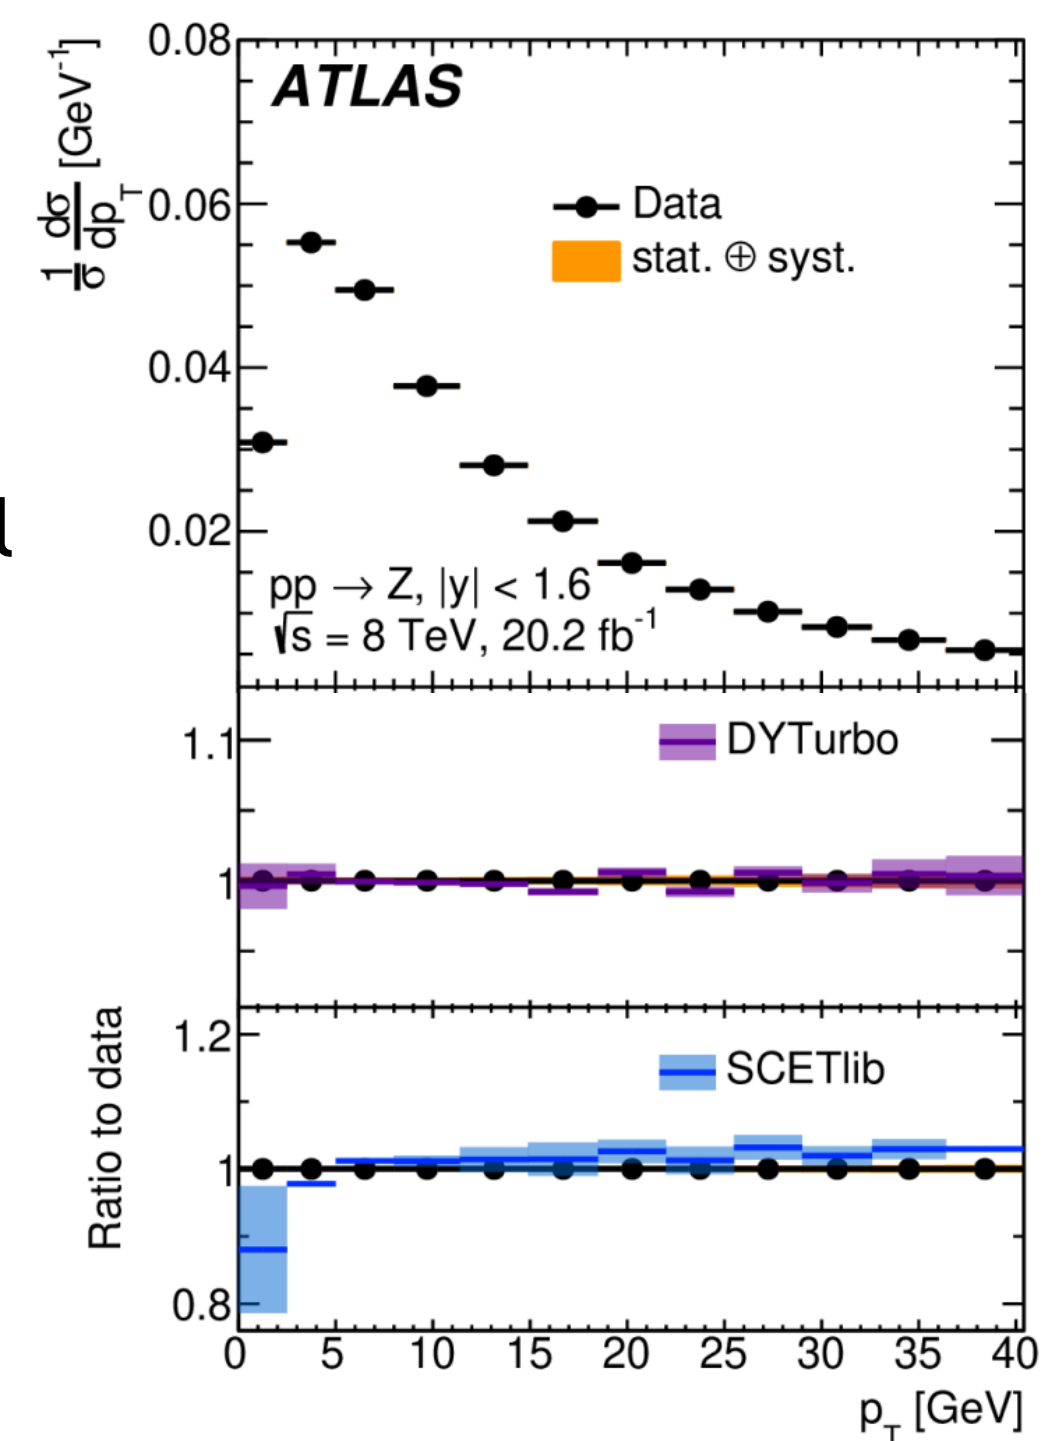 0.08
ATLAS
1/σ dσ/dp_T [GeV⁻¹]
0.06
Data
stat. ⊕ syst.
0.04
0.02
pp → Z, |y| < 1.6
√s = 8 TeV, 20.2 fb⁻¹
1.1
DYTurbo
1
Ratio to data
1.2
SCETlib
1
0.8
0 5 10 15 20 25 30 35 40
p_T [GeV]